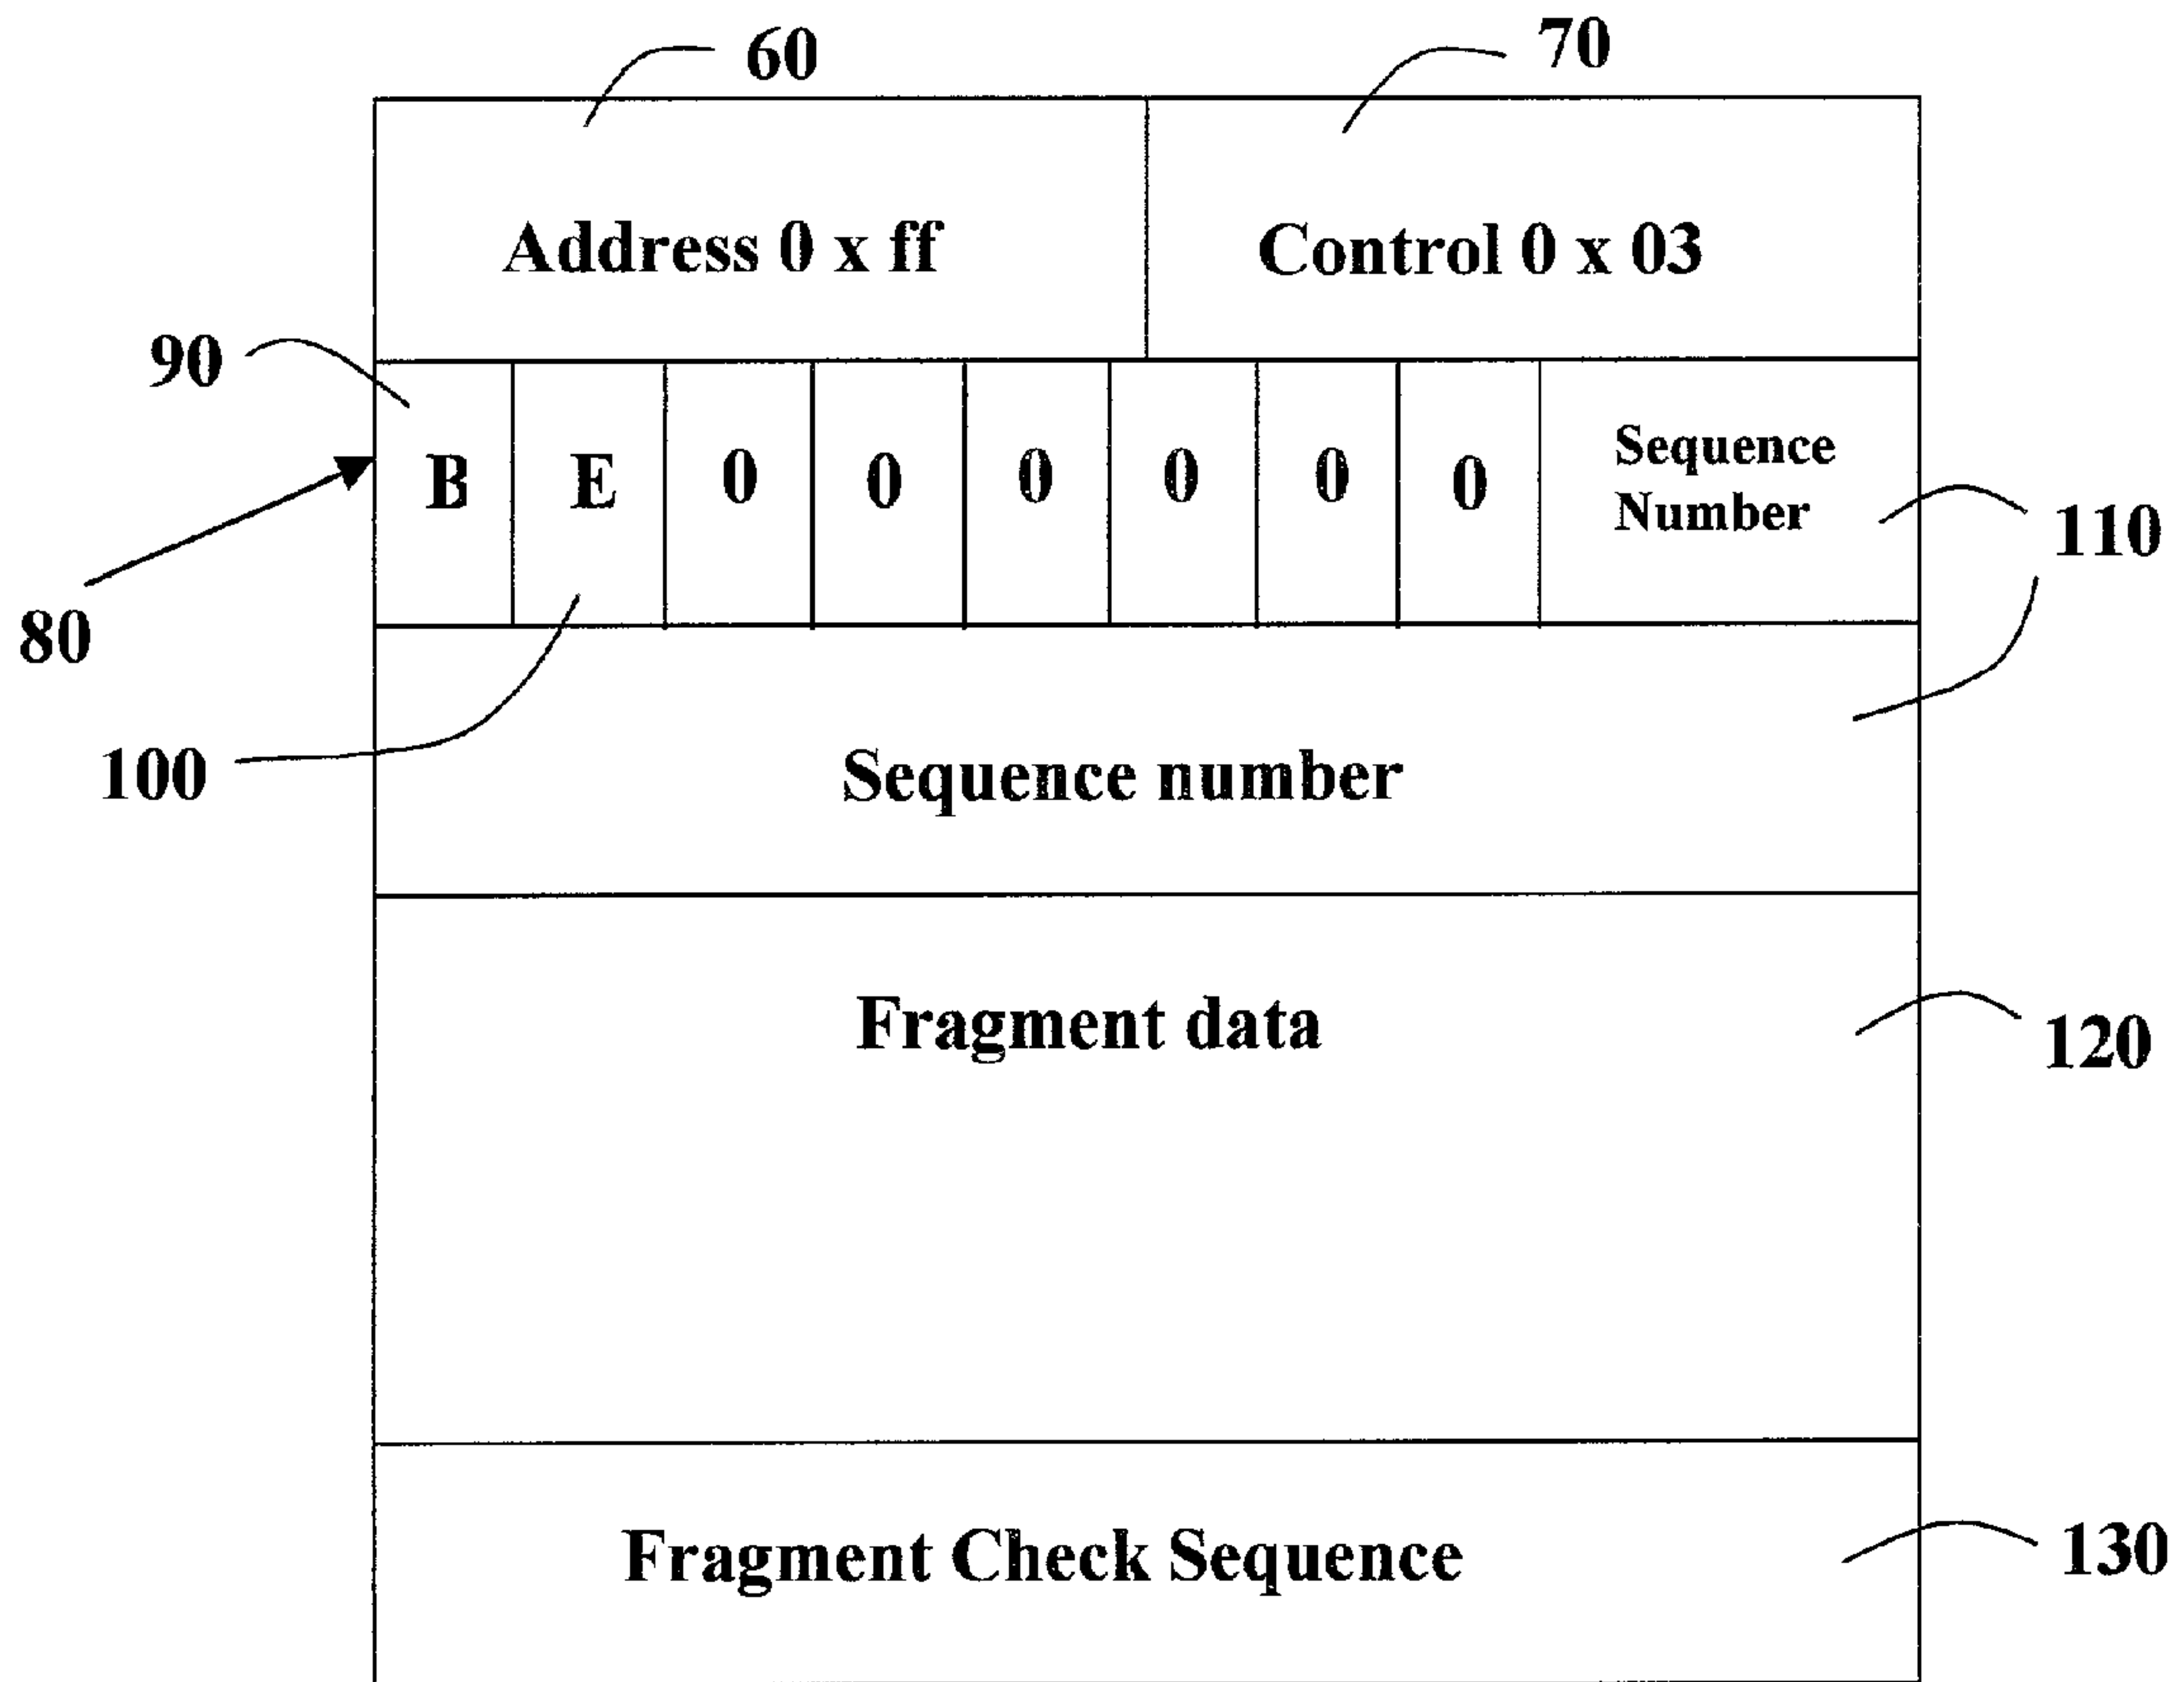 60
70
Address 0 x ff
Control 0 x 03
90
B E 0 0 0 0 0 0
Sequence
Number
110
80
100
Sequence number
Fragment data
120
Fragment Check Sequence
130